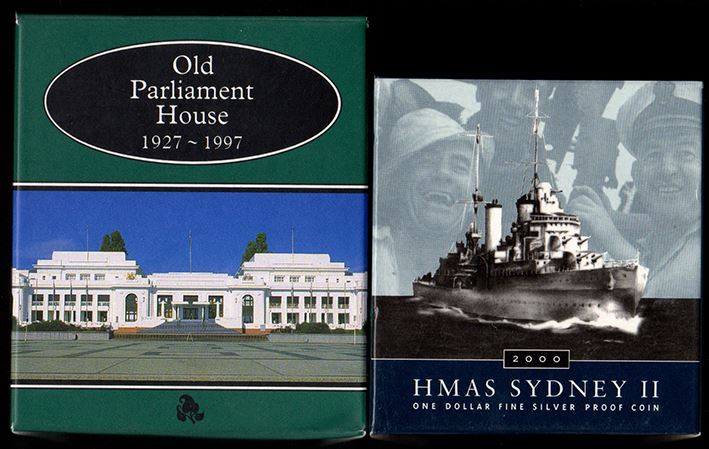 Old
Parliament
House
1927 ~ 1997
2000
HMAS SYDNEY II
ONE DOLLAR FINE SILVER PROOF COIN